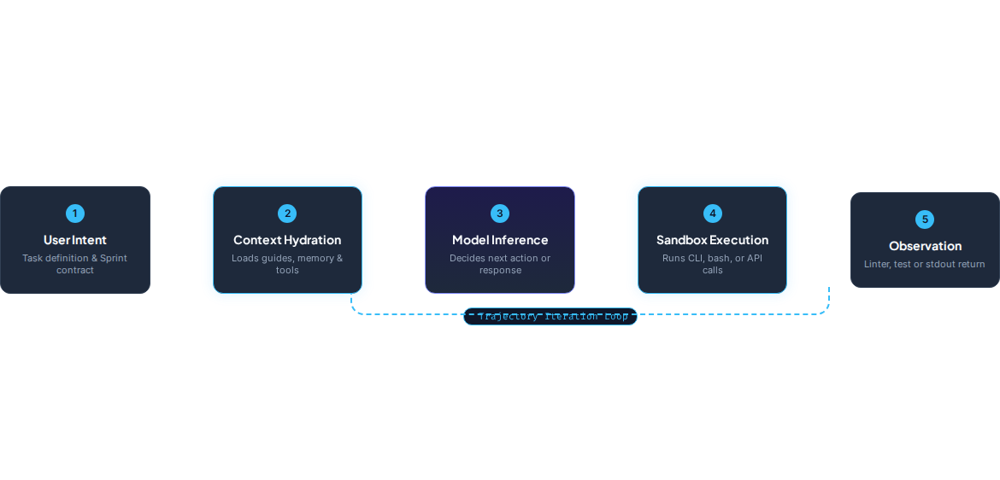 1
User Intent
Task definition & Sprint
contract
2
Context Hydration
Loads guides, memory &
tools
3
Model Inference
Decides next action or
response
4
Sandbox Execution
Runs CLI, bash, or API
calls
5
Observation
Linter, test or stdout return
Trajectory Iteration Loop